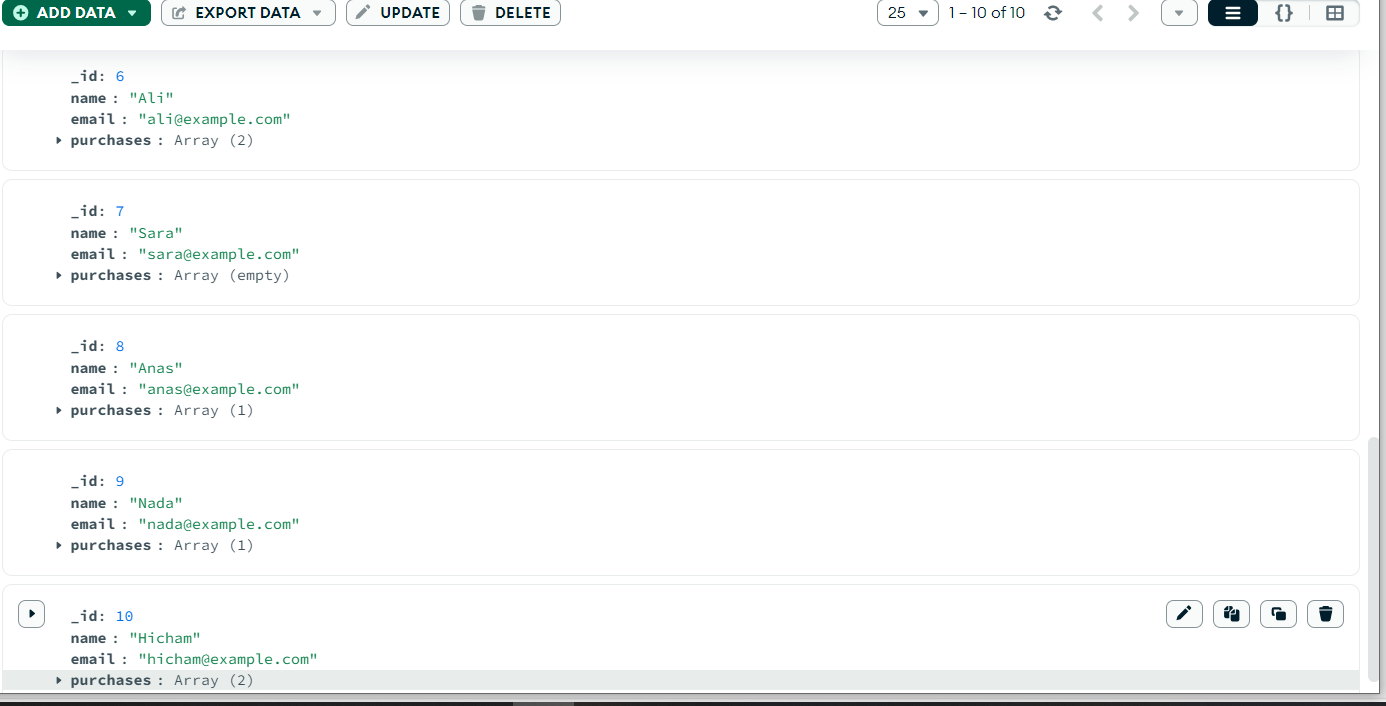 ADD DATA EXPORT DATA UPDATE DELETE 25 1 – 10 of 10 {}
_id: 6
name : "Ali"
email : "ali@example.com"
purchases : Array (2)
_id: 7
name : "Sara"
email : "sara@example.com"
purchases : Array (empty)
_id: 8
name : "Anas"
email : "anas@example.com"
purchases : Array (1)
_id: 9
name : "Nada"
email : "nada@example.com"
purchases : Array (1)
_id: 10
name : "Hicham"
email : "hicham@example.com"
purchases : Array (2)